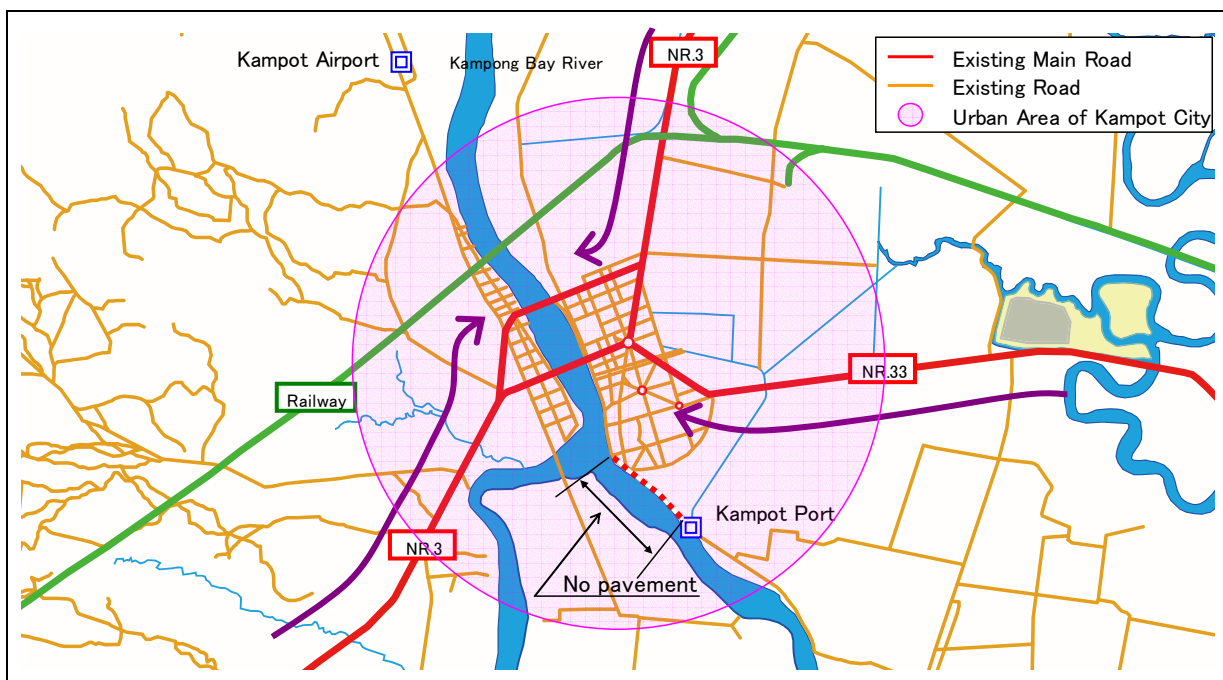 Kampot Airport
Kampong Bay River
NR.3
Existing Main Road
Existing Road
Urban Area of Kampot City
NR.33
Railway
Kampot Port
NR.3
No pavement